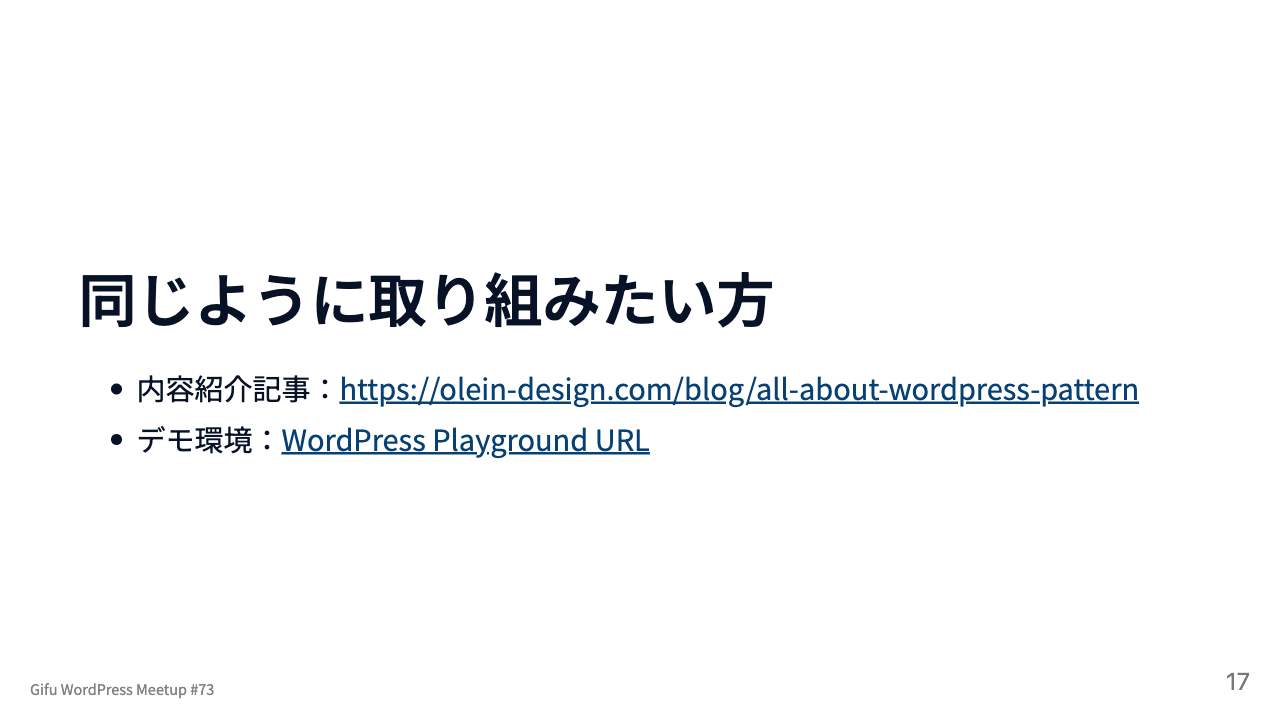 同じように取り組みたい方
• 内容紹介記事：https://olein-design.com/blog/all-about-wordpress-pattern
• デモ環境：WordPress Playground URL
Gifu WordPress Meetup #73
17